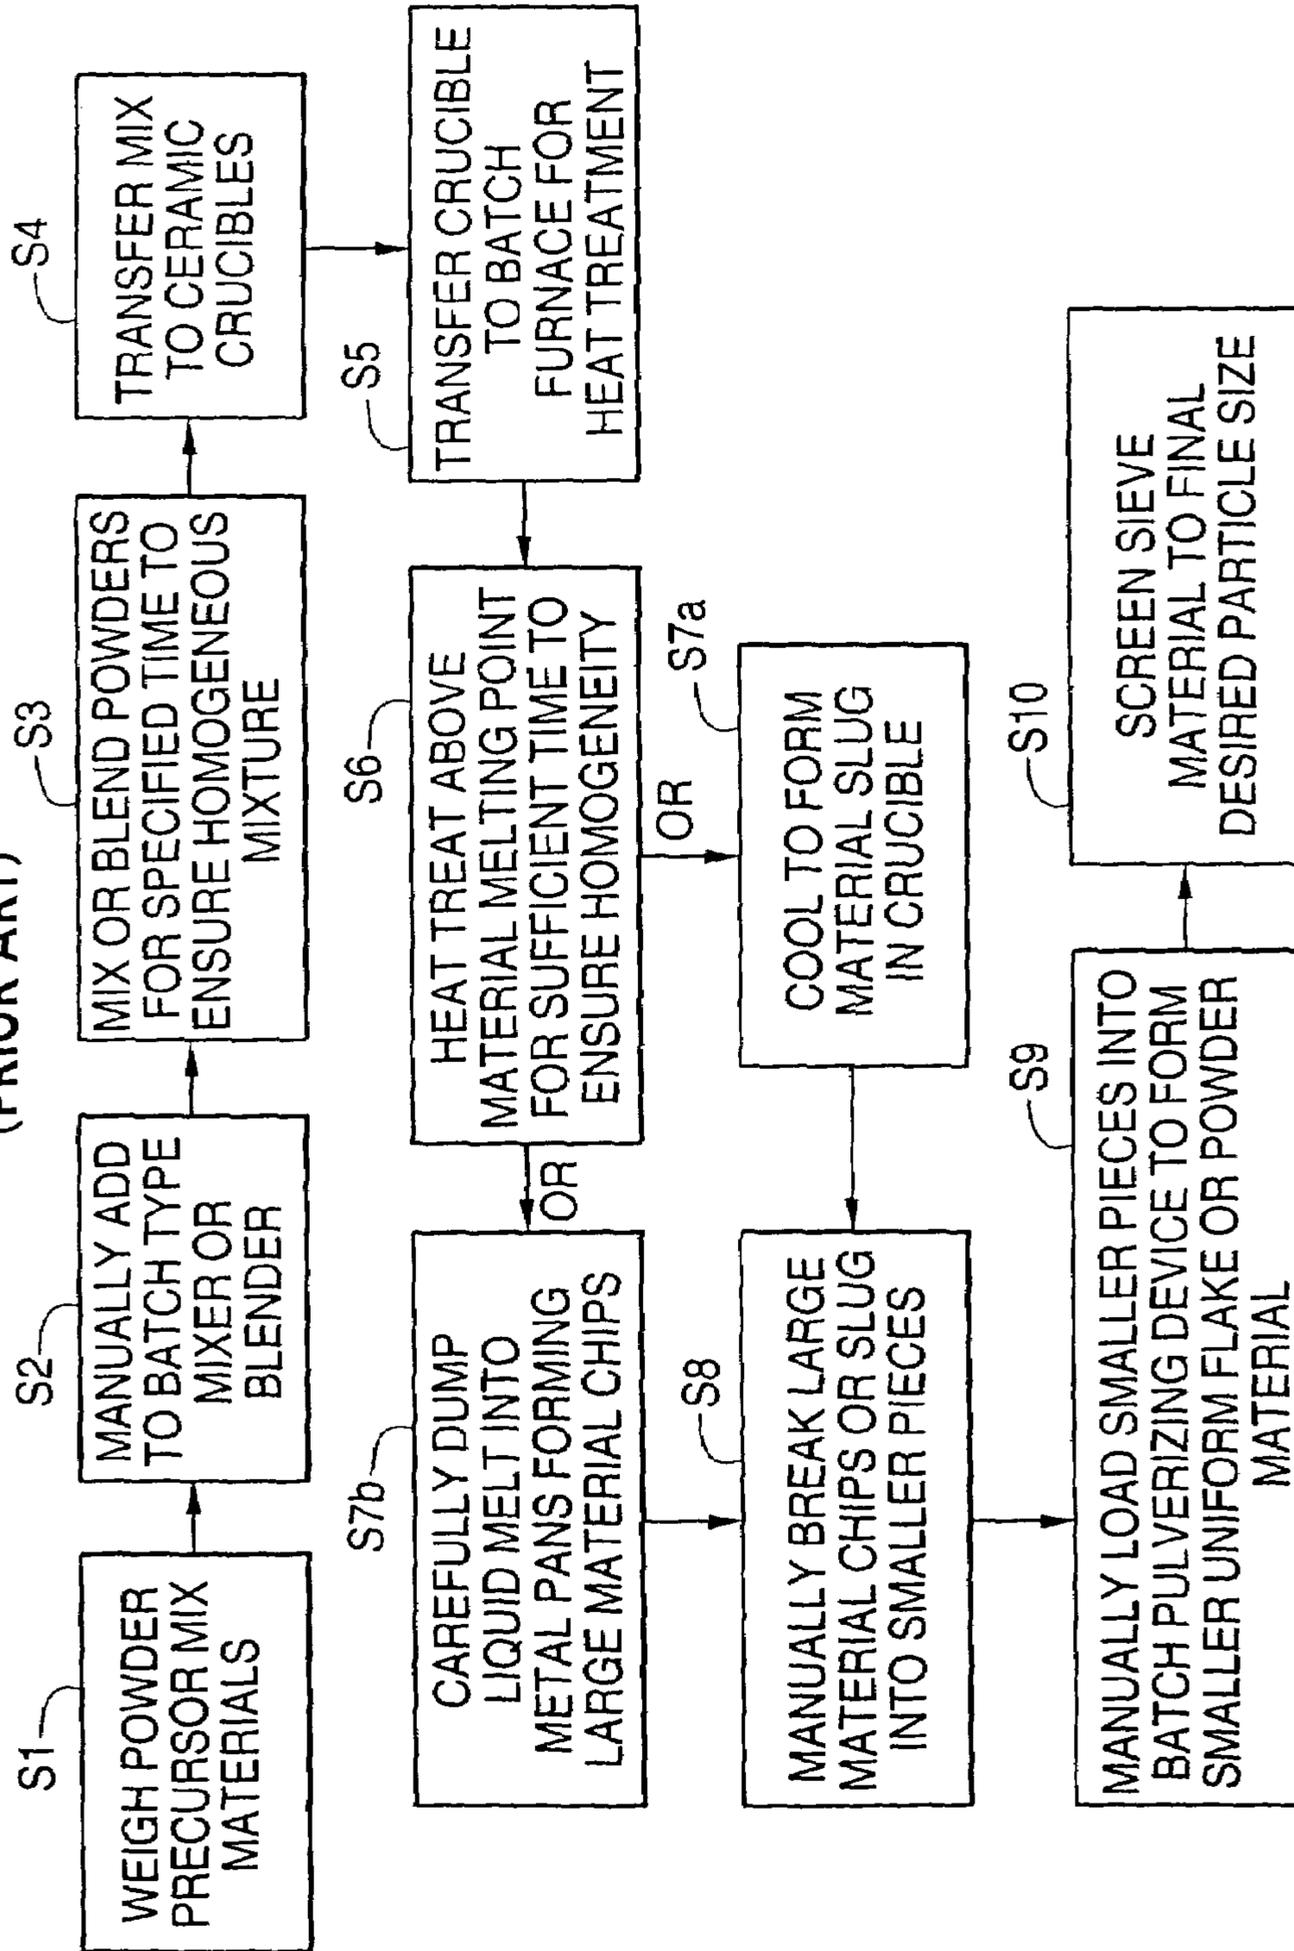 (PRIOR ART)
S1
WEIGH POWDER
PRECURSOR MIX
MATERIALS
S2
MANUALLY ADD
TO BATCH TYPE
MIXER OR
BLENDER
S3
MIX OR BLEND POWDERS
FOR SPECIFIED TIME TO
ENSURE HOMOGENEOUS
MIXTURE
S4
TRANSFER MIX
TO CERAMIC
CRUCIBLES
S5
TRANSFER CRUCIBLE
TO BATCH
FURNACE FOR
HEAT TREATMENT
S6
HEAT TREAT ABOVE
MATERIAL MELTING POINT
FOR SUFFICIENT TIME TO
ENSURE HOMOGENEITY
OR
S7a
COOL TO FORM
MATERIAL SLUG
IN CRUCIBLE
OR
S7b
CAREFULLY DUMP
LIQUID MELT INTO
METAL PANS FORMING
LARGE MATERIAL CHIPS
S8
MANUALLY BREAK LARGE
MATERIAL CHIPS OR SLUG
INTO SMALLER PIECES
S9
MANUALLY LOAD SMALLER PIECES INTO
BATCH PULVERIZING DEVICE TO FORM
SMALLER UNIFORM FLAKE OR POWDER
MATERIAL
S10
SCREEN SIEVE
MATERIAL TO FINAL
DESIRED PARTICLE SIZE